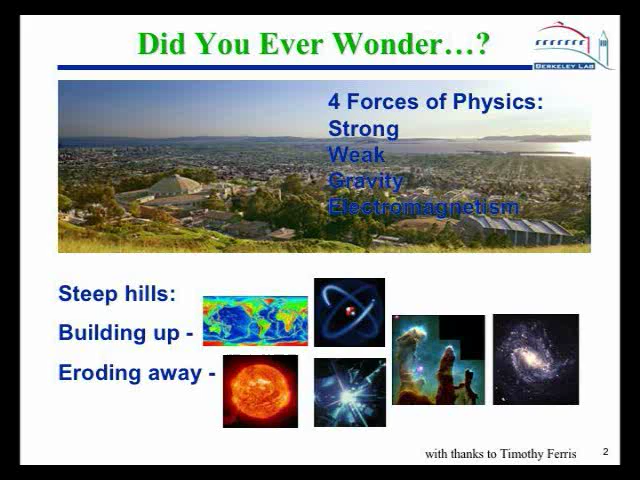 Did You Ever Wonder…?
BERKELEY LAB
4 Forces of Physics:
Strong
Weak
Gravity
Electromagnetism
Steep hills:
Building up -
Eroding away -
with thanks to Timothy Ferris
2